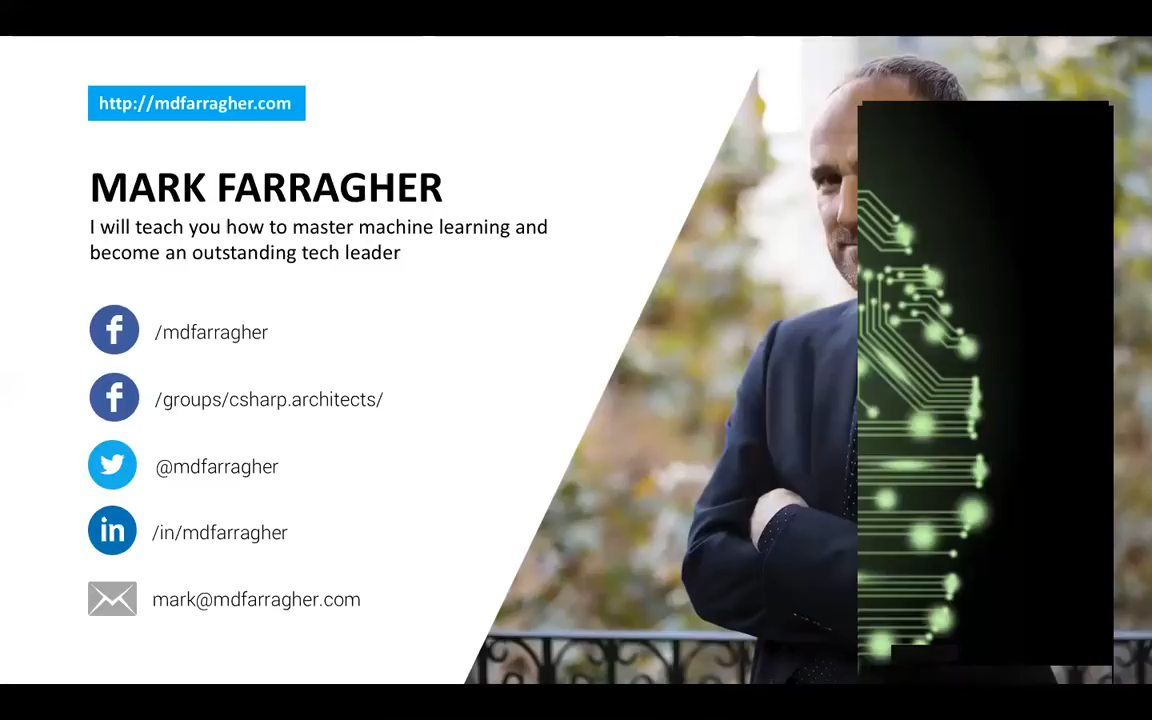 http://mdfarragher.com
MARK FARRAGHER
I will teach you how to master machine learning and
become an outstanding tech leader
/mdfarragher
/groups/csharp.architects/
@mdfarragher
/in/mdfarragher
mark@mdfarragher.com